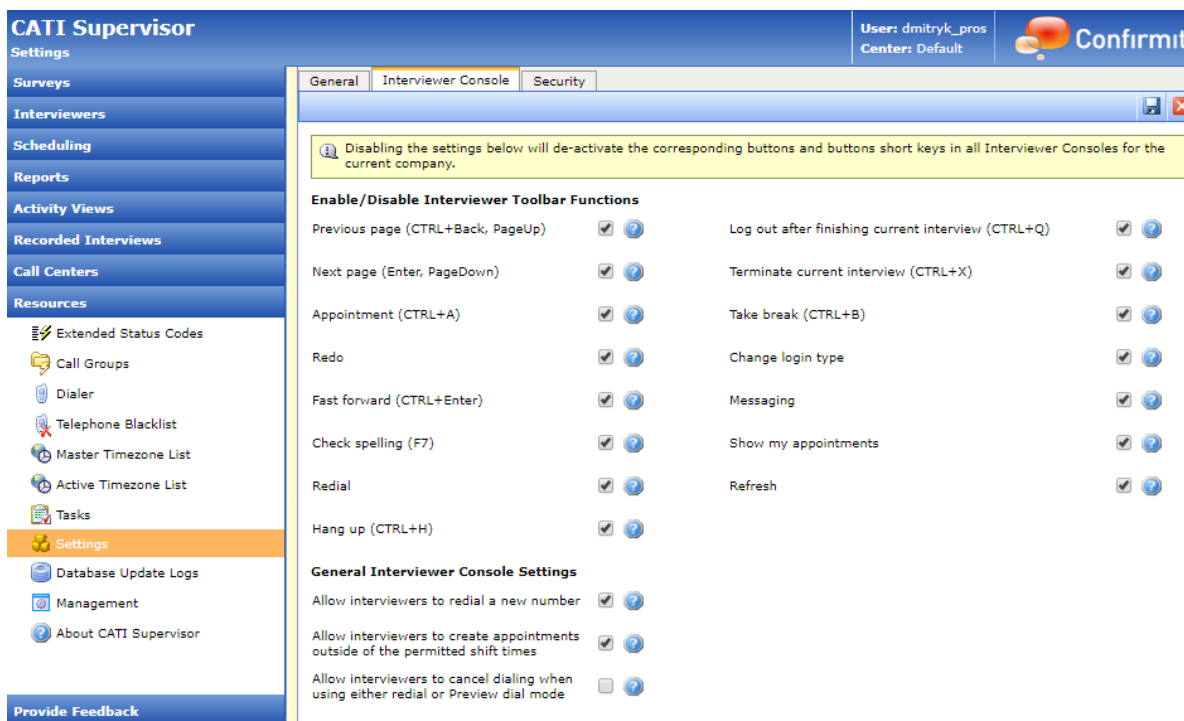 CATI Supervisor
Settings
User: dmitryk_pros
Center: Default
Confirmit
Surveys
Interviewers
Scheduling
Reports
Activity Views
Recorded Interviews
Call Centers
Resources
Extended Status Codes
Call Groups
Dialer
Telephone Blacklist
Master Timezone List
Active Timezone List
Tasks
Settings
Database Update Logs
Management
About CATI Supervisor
Provide Feedback
General
Interviewer Console
Security
Disabling the settings below will de-activate the corresponding buttons and buttons short keys in all Interviewer Consoles for the
current company.
Enable/Disable Interviewer Toolbar Functions
Previous page (CTRL+Back, PageUp)
Log out after finishing current interview (CTRL+Q)
Next page (Enter, PageDown)
Terminate current interview (CTRL+X)
Appointment (CTRL+A)
Take break (CTRL+B)
Redo
Change login type
Fast forward (CTRL+Enter)
Messaging
Check spelling (F7)
Show my appointments
Redial
Refresh
Hang up (CTRL+H)
General Interviewer Console Settings
Allow interviewers to redial a new number
Allow interviewers to create appointments
outside of the permitted shift times
Allow interviewers to cancel dialing when
using either redial or Preview dial mode